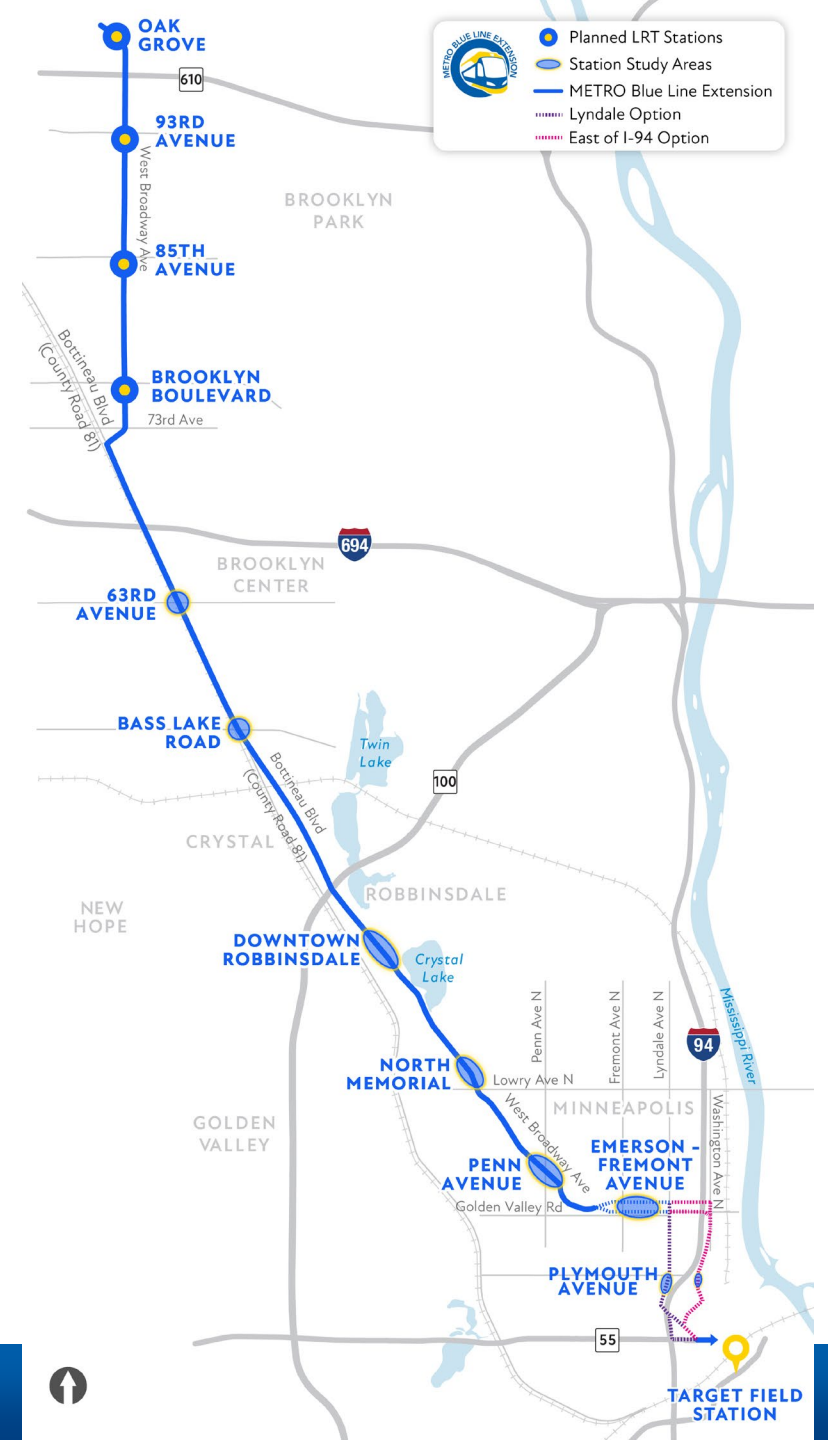 OAK
GROVE
METRO BLUE LINE EXTENSION
Planned LRT Stations
Station Study Areas
METRO Blue Line Extension
Lyndale Option
East of I-94 Option
610
93RD
AVENUE
West Broadway Ave
BROOKLYN
PARK
85TH
AVENUE
Bottineau Blvd
(County Road 81)
BROOKLYN
BOULEVARD
73rd Ave
694
BROOKLYN
CENTER
63RD
AVENUE
BASS LAKE
ROAD
Twin
Lake
Bottineau Blvd
(County Road 81)
100
CRYSTAL
ROBBINSDALE
NEW
HOPE
DOWNTOWN
ROBBINSDALE
Crystal
Lake
Penn Ave N
Fremont Ave N
Lyndale Ave N
Mississippi River
94
NORTH
MEMORIAL
Lowry Ave N
West Broadway Ave
MINNEAPOLIS
Washington Ave N
GOLDEN
VALLEY
EMERSON -
FREMONT
AVENUE
PENN
AVENUE
Golden Valley Rd
PLYMOUTH
AVENUE
55
TARGET FIELD
STATION